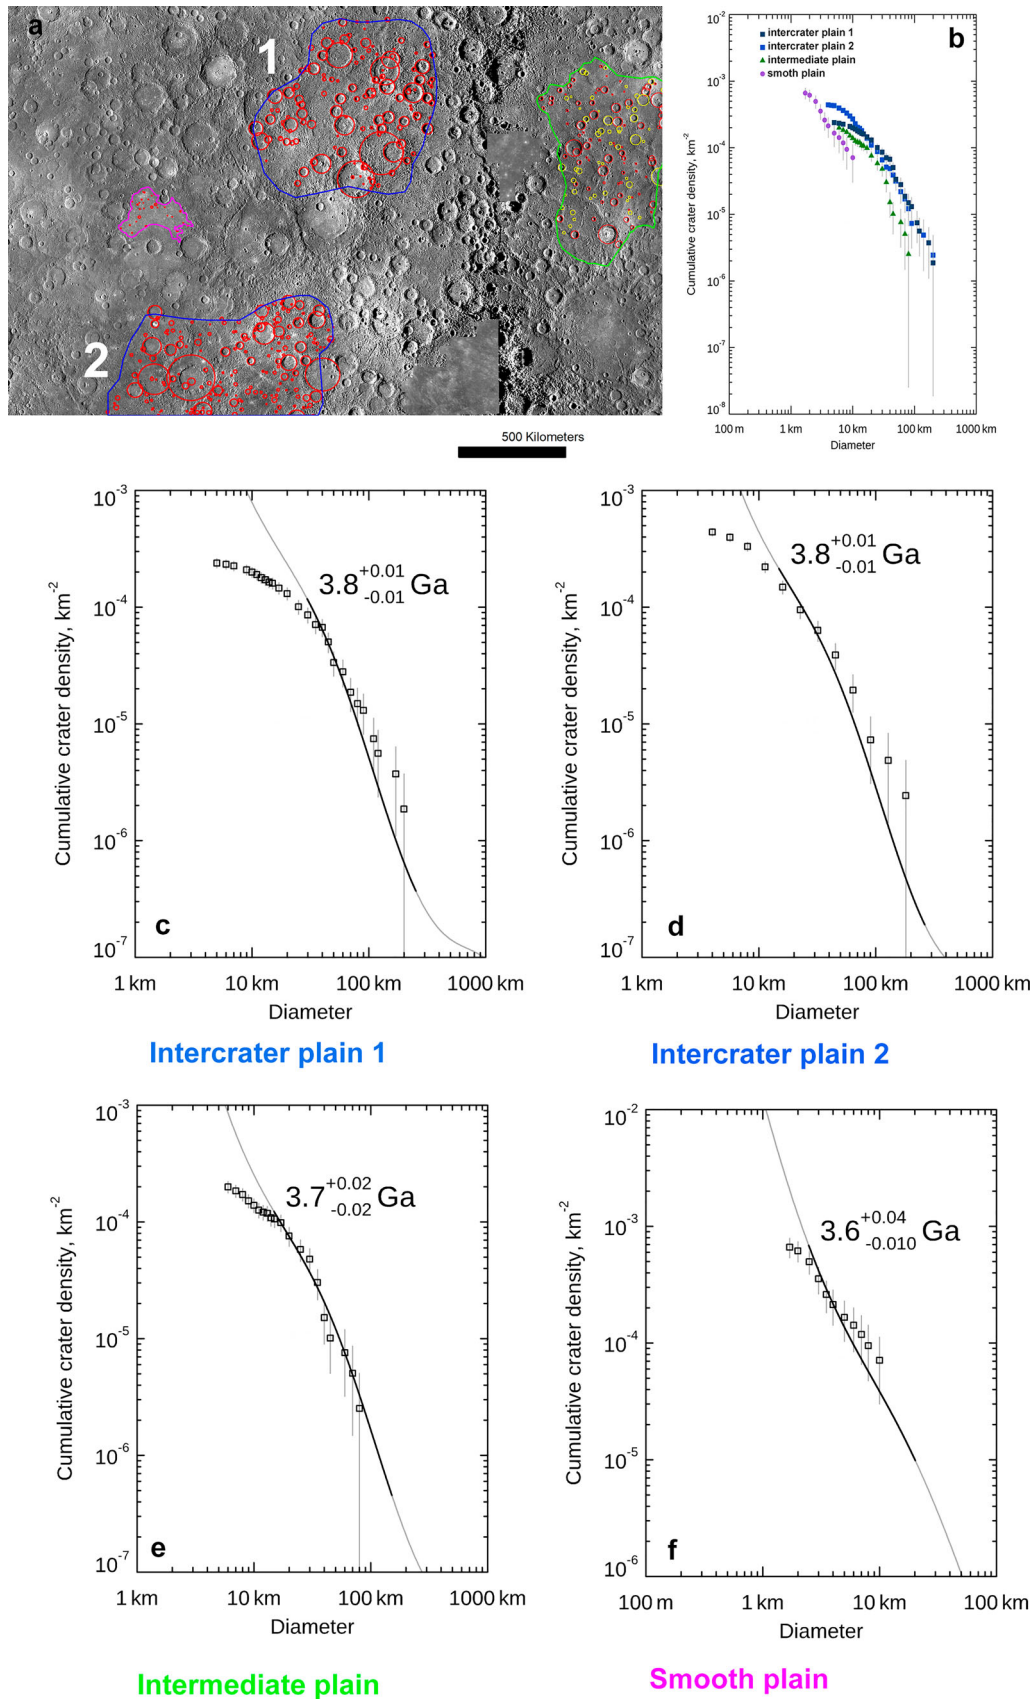 a
1
2
500 Kilometers
b
intercrater plain 1
intercrater plain 2
intermediate plain
smoth plain
Cumulative crater density, km-2
10-2
10-3
10-4
10-5
10-6
10-7
10-8
100 m 1 km 10 km 100 km 1000 km
Diameter
Cumulative crater density, km-2
10-3
10-4
10-5
10-6
10-7
3.8 +0.01 -0.01 Ga
c
1 km 10 km 100 km 1000 km
Diameter
Intercrater plain 1
Cumulative crater density, km-2
10-3
10-4
10-5
10-6
10-7
3.8 +0.01 -0.01 Ga
d
1 km 10 km 100 km 1000 km
Diameter
Intercrater plain 2
Cumulative crater density, km-2
10-3
10-4
10-5
10-6
10-7
3.7 +0.02 -0.02 Ga
e
1 km 10 km 100 km 1000 km
Diameter
Intermediate plain
Cumulative crater density, km-2
10-2
10-3
10-4
10-5
10-6
3.6 +0.04 -0.010 Ga
f
100 m 1 km 10 km 100 km
Diameter
Smooth plain